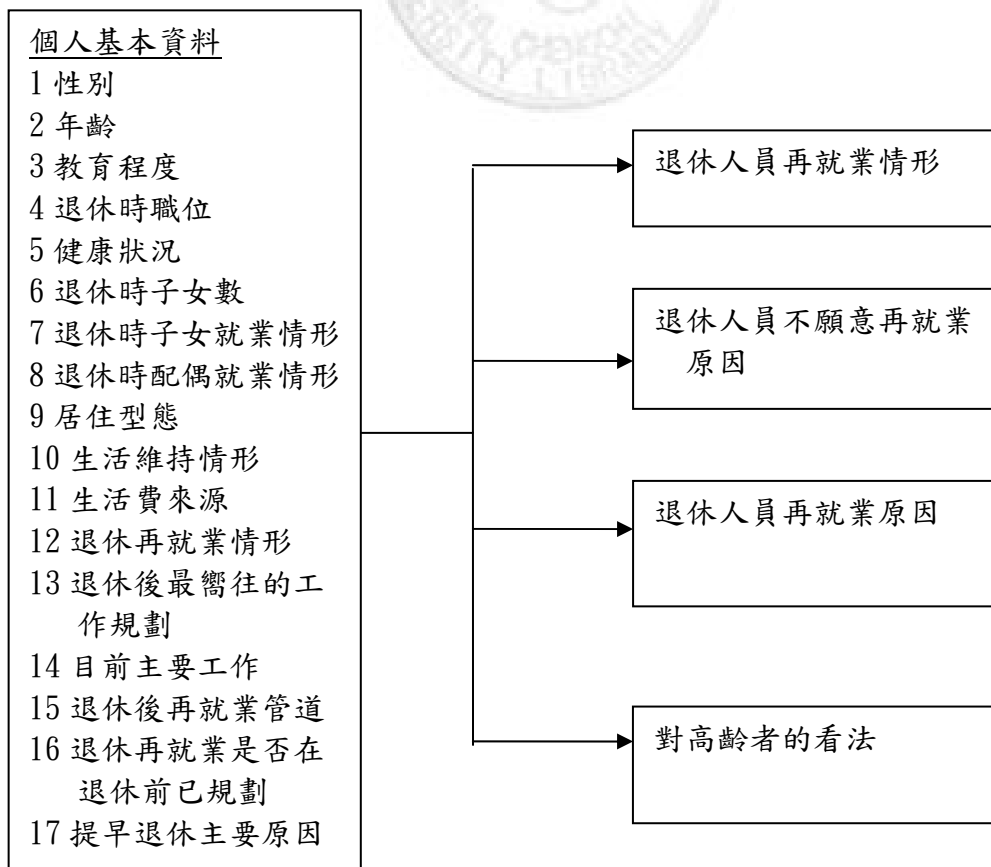 個人基本資料
1 性別
2 年齡
3 教育程度
4 退休時職位
5 健康狀況
6 退休時子女數
7 退休時子女就業情形
8 退休時配偶就業情形
9 居住型態
10 生活維持情形
11 生活費來源
12 退休再就業情形
13 退休後最嚮往的工
作規劃
14 目前主要工作
15 退休後再就業管道
16 退休再就業是否在
退休前已規劃
17 提早退休主要原因
退休人員再就業情形
退休人員不願意再就業
原因
退休人員再就業原因
對高齡者的看法